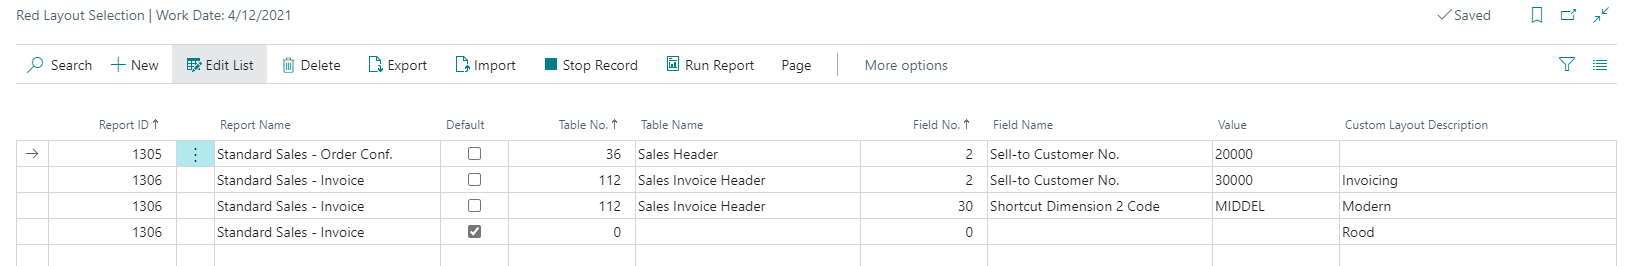 Red Layout Selection | Work Date: 4/12/2021 Saved
Search New Edit List Delete Export Import Stop Record Run Report Page More options
Report ID ↑ Report Name Default Table No. ↑ Table Name Field No. ↑ Field Name Value Custom Layout Description
1305 Standard Sales - Order Conf. 36 Sales Header 2 Sell-to Customer No. 20000
1306 Standard Sales - Invoice 112 Sales Invoice Header 2 Sell-to Customer No. 30000 Invoicing
1306 Standard Sales - Invoice 112 Sales Invoice Header 30 Shortcut Dimension 2 Code MIDDEL Modern
1306 Standard Sales - Invoice 0 0 Rood